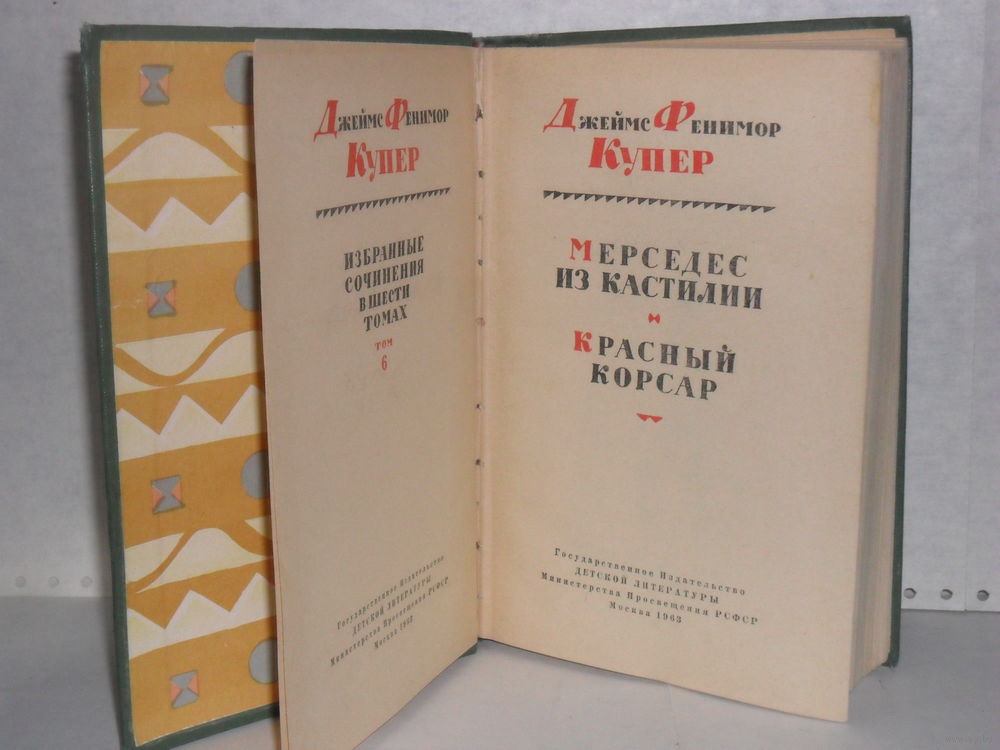 Джеймс Фенимор
Купер
ИЗБРАННЫЕ
СОЧИНЕНИЯ
В ШЕСТИ
ТОМАХ
ТОМ
6
Государственное Издательство
ДЕТСКОЙ ЛИТЕРАТУРЫ
Министерства Просвещения РСФСР
Москва 1963
Джеймс Фенимор
Купер
МЕРСЕДЕС
ИЗ КАСТИЛИИ
КРАСНЫЙ
КОРСАР
Государственное Издательство
ДЕТСКОЙ ЛИТЕРАТУРЫ
Министерства Просвещения РСФСР
Москва 1963